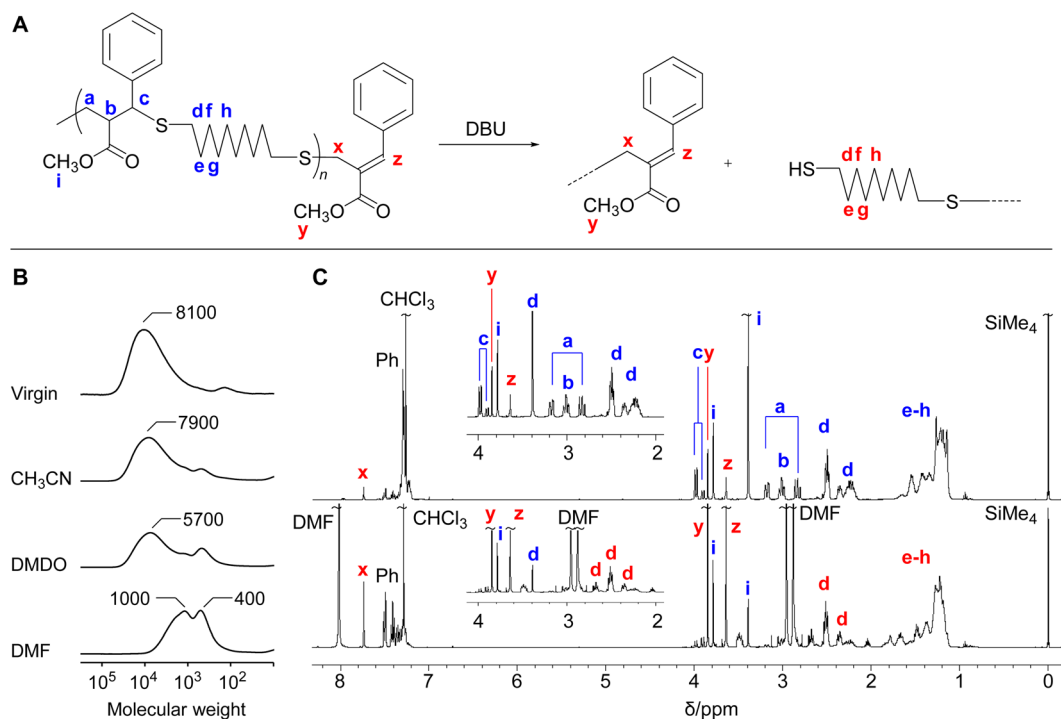 A
a
b
c
S
d f h
e g
S
n
x
z
CH3O
O
i
CH3O
O
y
DBU
x
z
CH3O
O
y
+
HS
d f h
e g
S
B
8100
Virgin
7900
CH3CN
5700
DMDO
1000
400
DMF
10^5 10^4 10^3 10^2
Molecular weight
C
CHCl3
Ph
x
y
c
i
z
d
a
b
d
d
4 3 2
i
c
y
i
z
a
b
d
d
e-h
SiMe4
DMF
x
Ph
CHCl3
y
i
z
d
DMF
d
d
d
4 3 2
y
i
z
i
DMF
d
d
e-h
SiMe4
8 7 6 5 4 3 2 1 0
δ/ppm